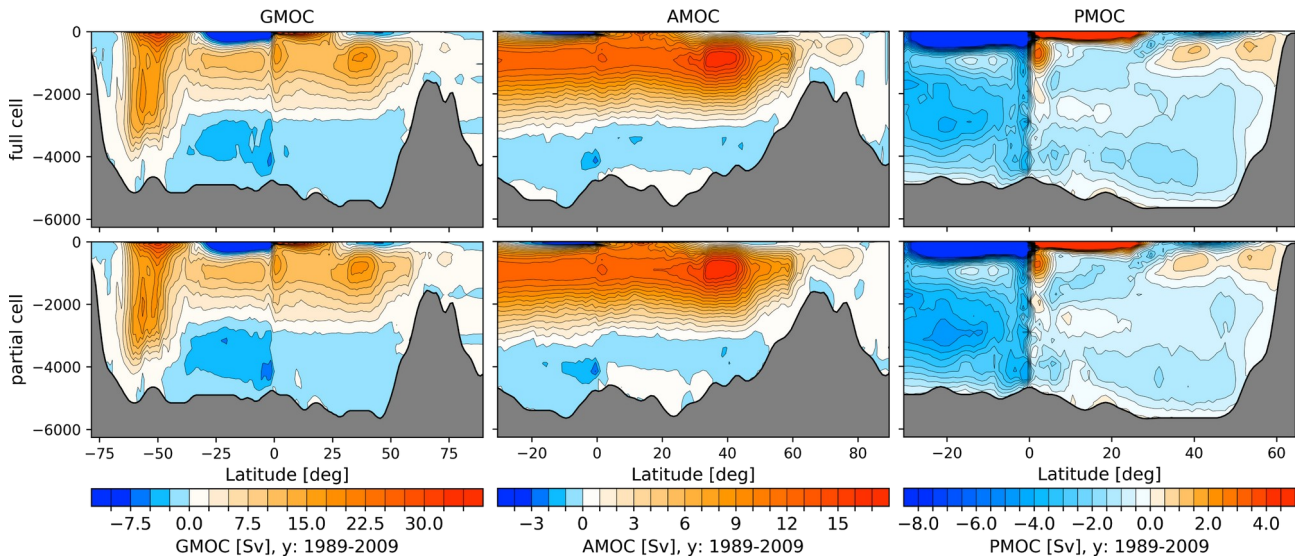 GMOC AMOC PMOC
0
−2000
−4000
−6000
full cell
0
−2000
−4000
−6000
partial cell
−75 −50 −25 0 25 50 75 −20 0 20 40 60 80 −20 0 20 40 60
Latitude [deg] Latitude [deg] Latitude [deg]
−7.5 0.0 7.5 15.0 22.5 30.0 −3 0 3 6 9 12 15 −8.0 −6.0 −4.0 −2.0 0.0 2.0 4.0
GMOC [Sv], y: 1989-2009 AMOC [Sv], y: 1989-2009 PMOC [Sv], y: 1989-2009